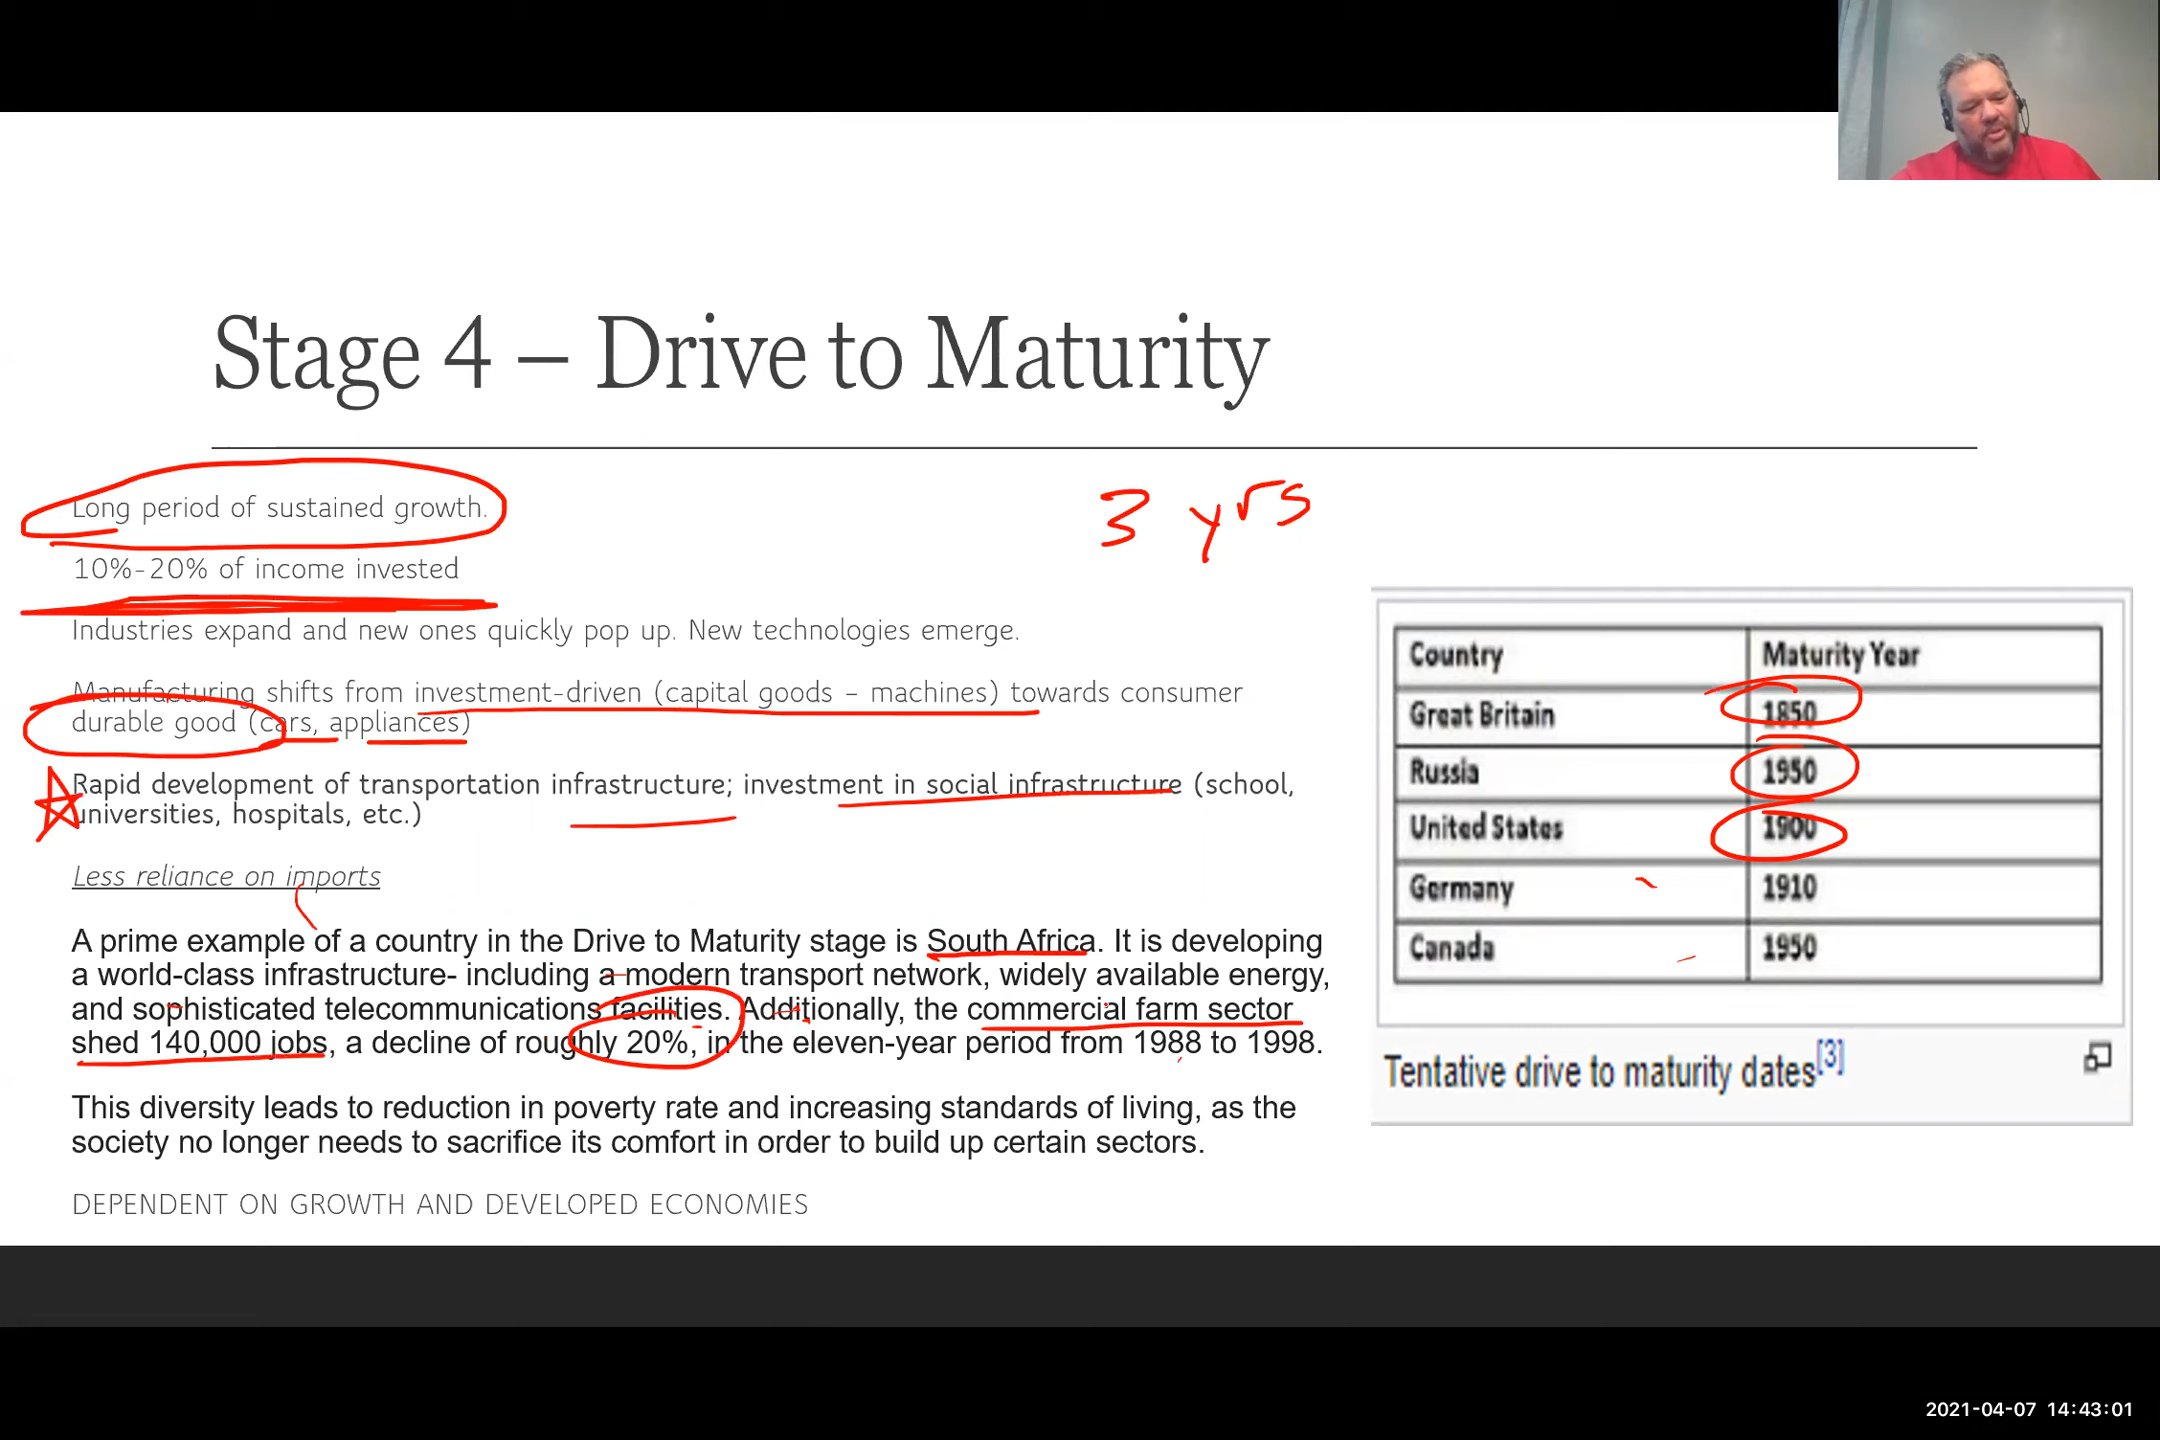 Stage 4 – Drive to Maturity
Long period of sustained growth.
3 yrs
10%-20% of income invested
Industries expand and new ones quickly pop up. New technologies emerge.
Manufacturing shifts from investment-driven (capital goods – machines) towards consumer
durable good (cars, appliances)
Rapid development of transportation infrastructure; investment in social infrastructure (school,
universities, hospitals, etc.)
Less reliance on imports
A prime example of a country in the Drive to Maturity stage is South Africa. It is developing
a world-class infrastructure- including a modern transport network, widely available energy,
and sophisticated telecommunications facilities. Additionally, the commercial farm sector
shed 140,000 jobs, a decline of roughly 20%, in the eleven-year period from 1988 to 1998.
This diversity leads to reduction in poverty rate and increasing standards of living, as the
society no longer needs to sacrifice its comfort in order to build up certain sectors.
DEPENDENT ON GROWTH AND DEVELOPED ECONOMIES
Country Maturity Year
Great Britain 1850
Russia 1950
United States 1900
Germany 1910
Canada 1950
Tentative drive to maturity dates[3]
2021-04-07 14:43:01